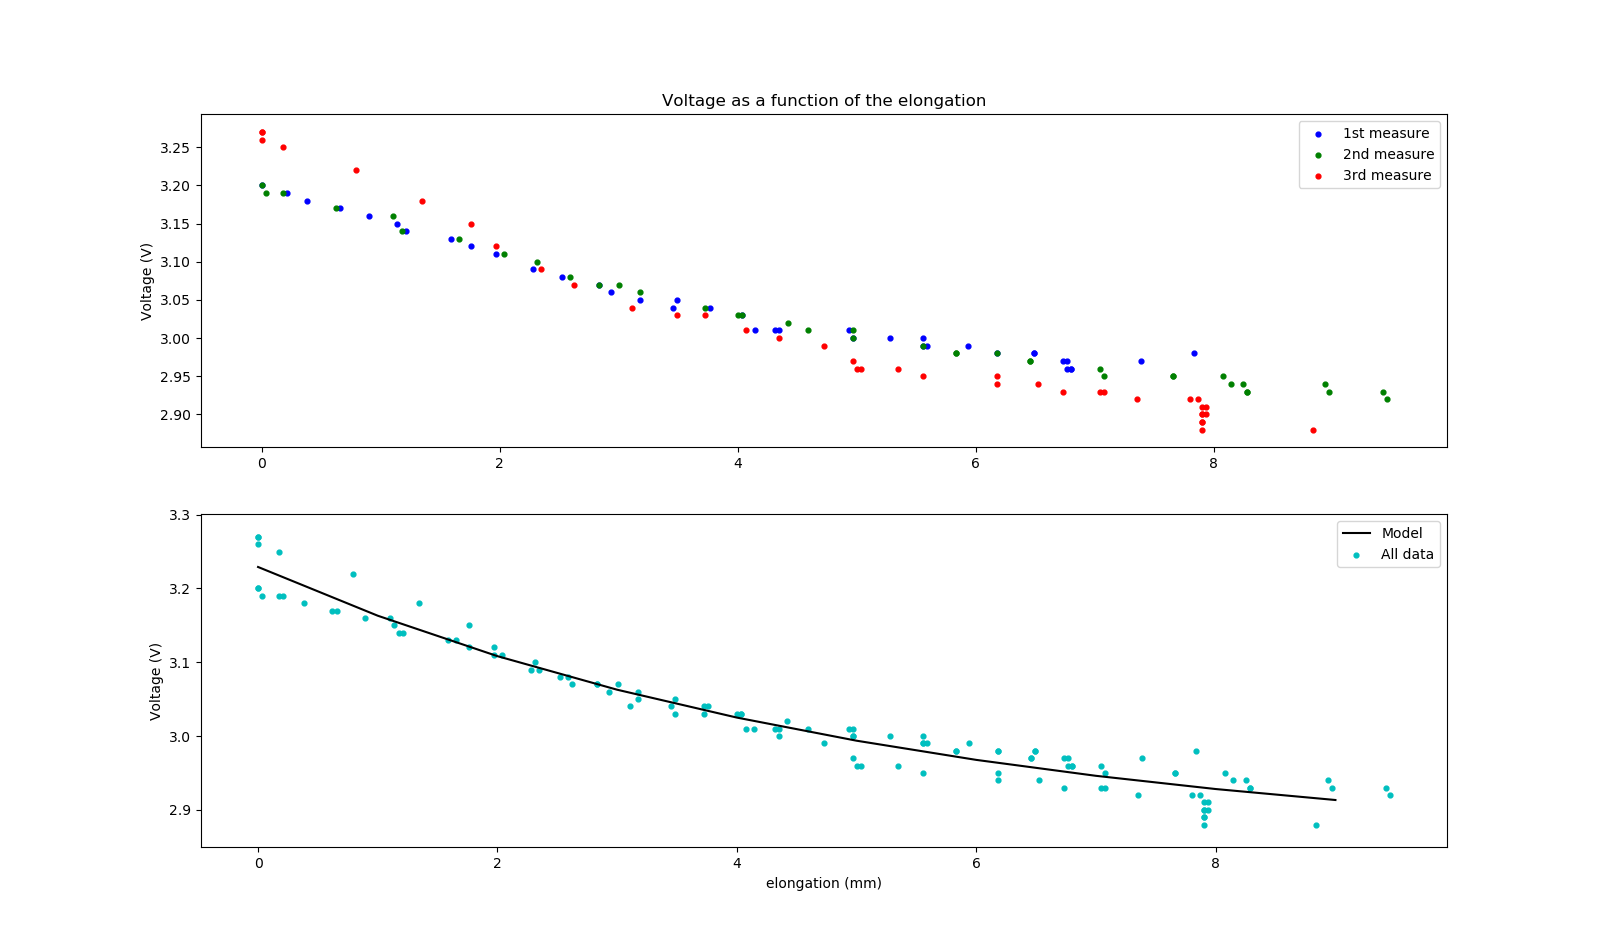 Voltage as a function of the elongation
Voltage (V)
3.25
3.20
3.15
3.10
3.05
3.00
2.95
2.90
0 2 4 6 8
1st measure
2nd measure
3rd measure
Voltage (V)
3.3
3.2
3.1
3.0
2.9
0 2 4 6 8
elongation (mm)
Model
All data